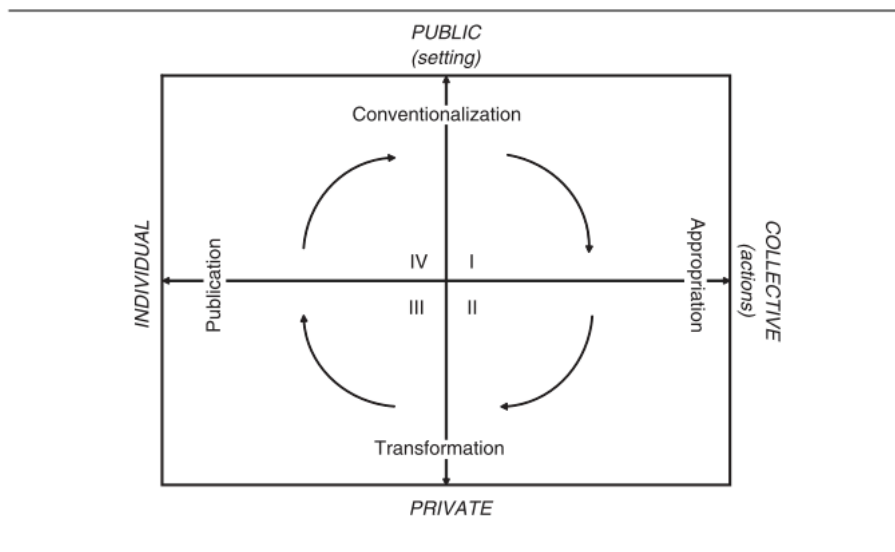 PUBLIC
(setting)
Conventionalization
INDIVIDUAL
Publication
IV
I
III
II
Appropriation
COLLECTIVE
(actions)
Transformation
PRIVATE